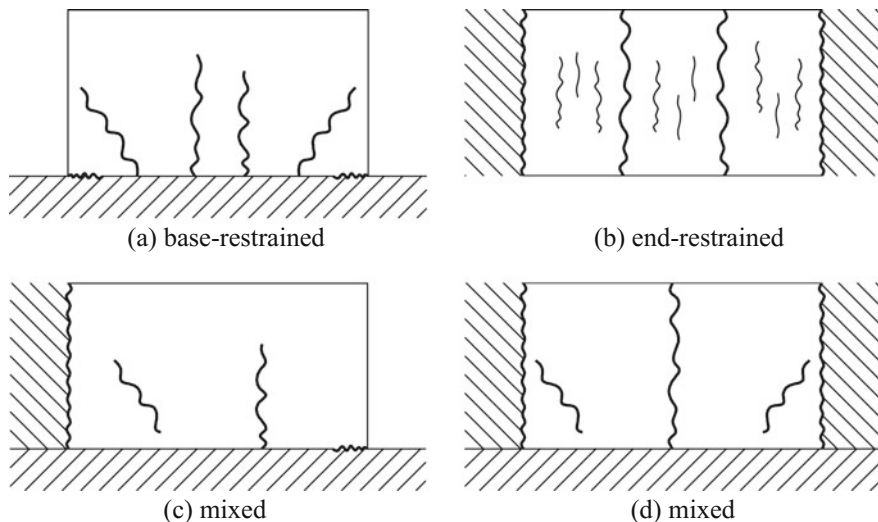 (a) base-restrained
(b) end-restrained
(c) mixed
(d) mixed